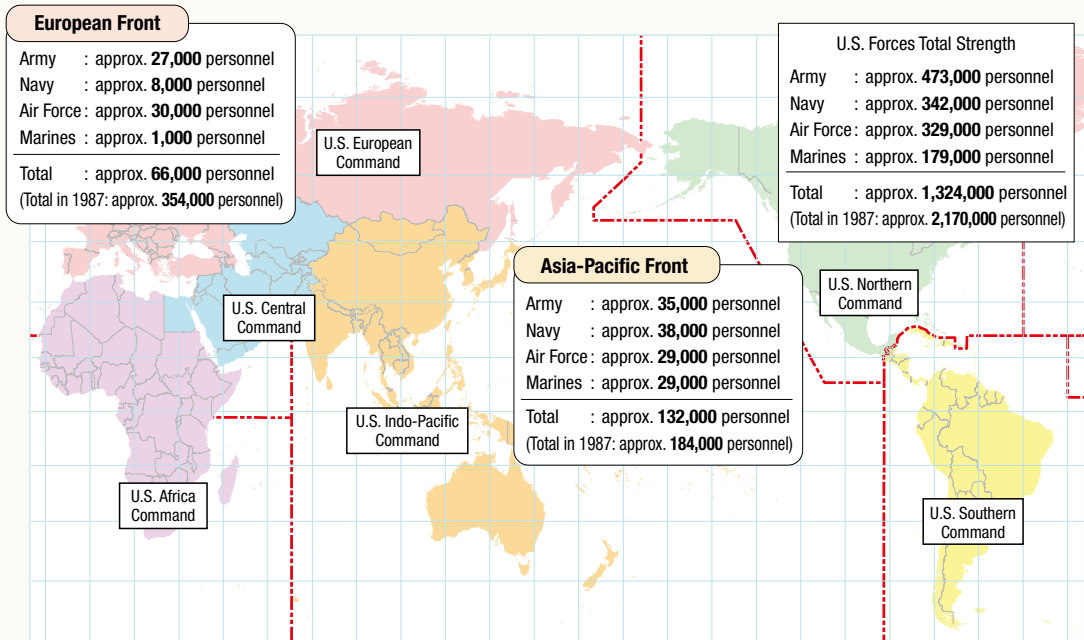 European Front
Army : approx. 27,000 personnel
Navy : approx. 8,000 personnel
Air Force : approx. 30,000 personnel
Marines : approx. 1,000 personnel
Total : approx. 66,000 personnel
(Total in 1987: approx. 354,000 personnel)
U.S. Forces Total Strength
Army : approx. 473,000 personnel
Navy : approx. 342,000 personnel
Air Force : approx. 329,000 personnel
Marines : approx. 179,000 personnel
Total : approx. 1,324,000 personnel
(Total in 1987: approx. 2,170,000 personnel)
U.S. European
Command
Asia-Pacific Front
Army : approx. 35,000 personnel
Navy : approx. 38,000 personnel
Air Force : approx. 29,000 personnel
Marines : approx. 29,000 personnel
Total : approx. 132,000 personnel
(Total in 1987: approx. 184,000 personnel)
U.S. Northern
Command
U.S. Central
Command
U.S. Indo-Pacific
Command
U.S. Africa
Command
U.S. Southern
Command